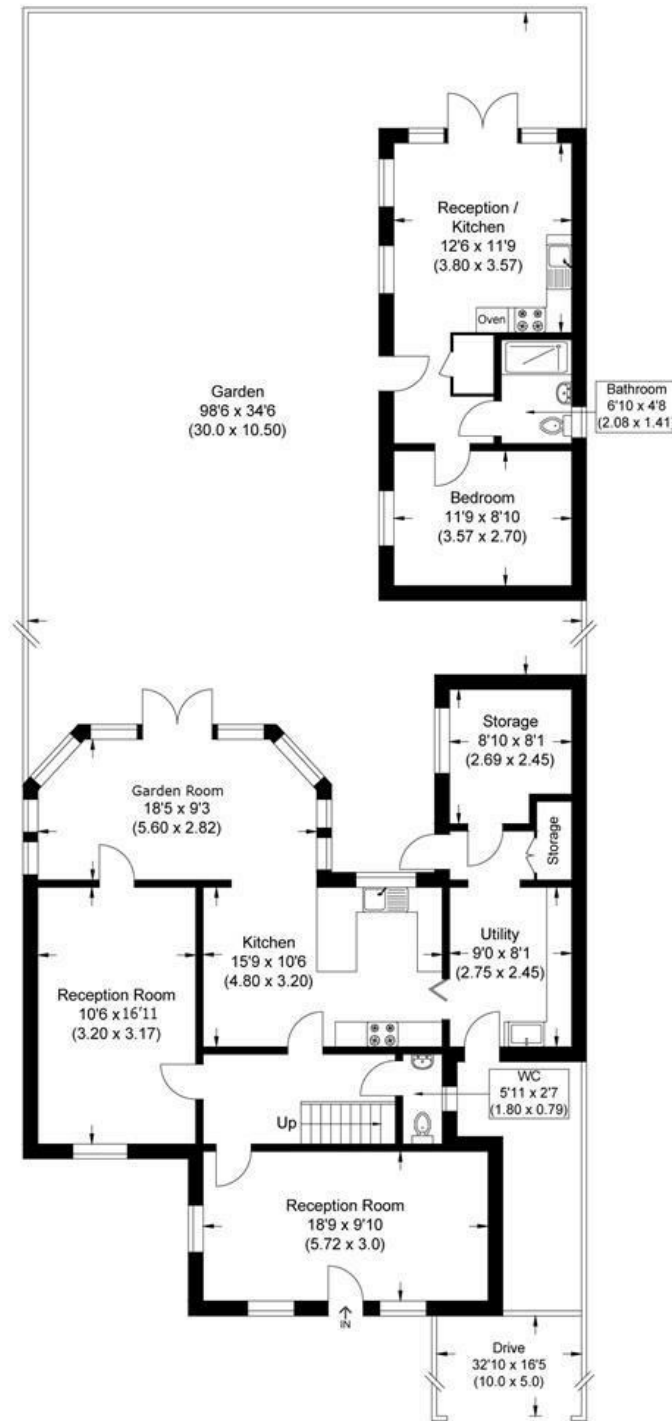 Reception /
Kitchen
12'6 x 11'9
(3.80 x 3.57)
Oven
Garden
98'6 x 34'6
(30.0 x 10.50)
Bathroom
6'10 x 4'8
(2.08 x 1.41)
Bedroom
11'9 x 8'10
(3.57 x 2.70)
Storage
8'10 x 8'1
(2.69 x 2.45)
Garden Room
18'5 x 9'3
(5.60 x 2.82)
Storage
Kitchen
15'9 x 10'6
(4.80 x 3.20)
Utility
9'0 x 8'1
(2.75 x 2.45)
Reception Room
10'6 x 16'11
(3.20 x 3.17)
WC
5'11 x 2'7
(1.80 x 0.79)
Up
Reception Room
18'9 x 9'10
(5.72 x 3.0)
IN
Drive
32'10 x 16'5
(10.0 x 5.0)